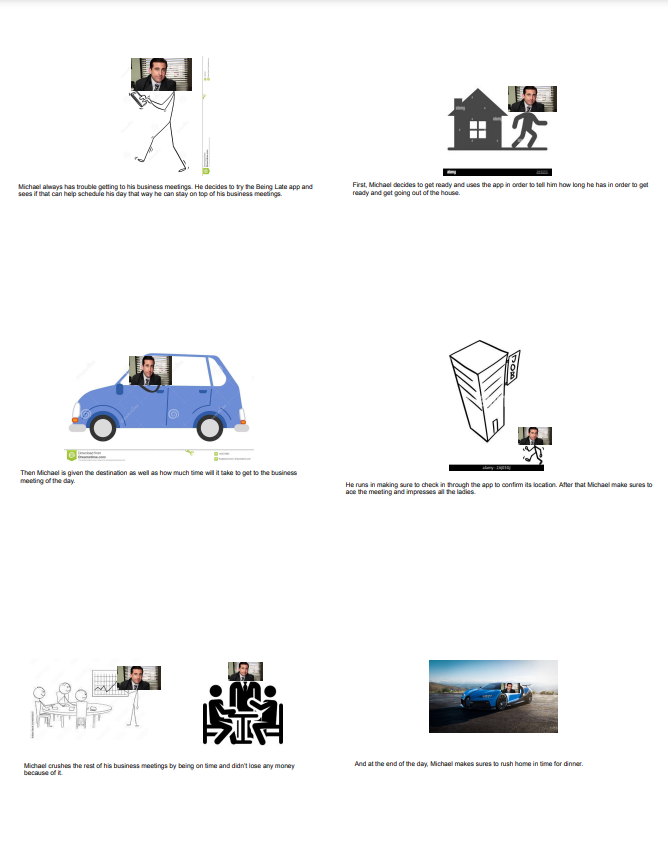 Michael always has trouble getting to his business meetings. He decides to try the Being Late app and
sees if that can help schedule his day that way he can stay on top of his business meetings.
alamy
First, Michael decides to get ready and uses the app in order to tell him how long he has in order to get
ready and get going out of the house.
Download from
Dreamstime.com
Then Michael is given the destination as well as how much time will it take to get to the business
meeting of the day.
JOB
He runs in making sure to check in through the app to confirm its location. After that Michael make sures to
ace the meeting and impresses all the ladies.
Michael crushes the rest of his business meetings by being on time and didn't lose any money
because of it.
And at the end of the day, Michael makes sures to rush home in time for dinner.